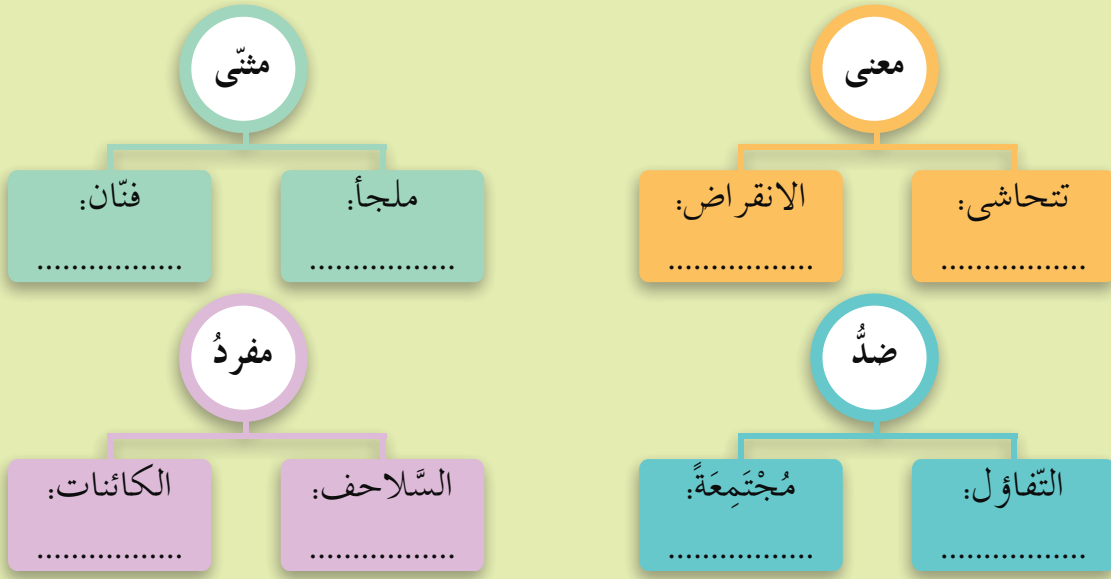 معنى
تتحاشى:
.................
الانقراض:
.................
مثنّى
ملجأ:
.................
فنّان:
.................
ضدُّ
التّفاؤل:
.................
مُجْتَمِعَةً:
.................
مفردُ
السَّلاحف:
.................
الكائنات:
.................